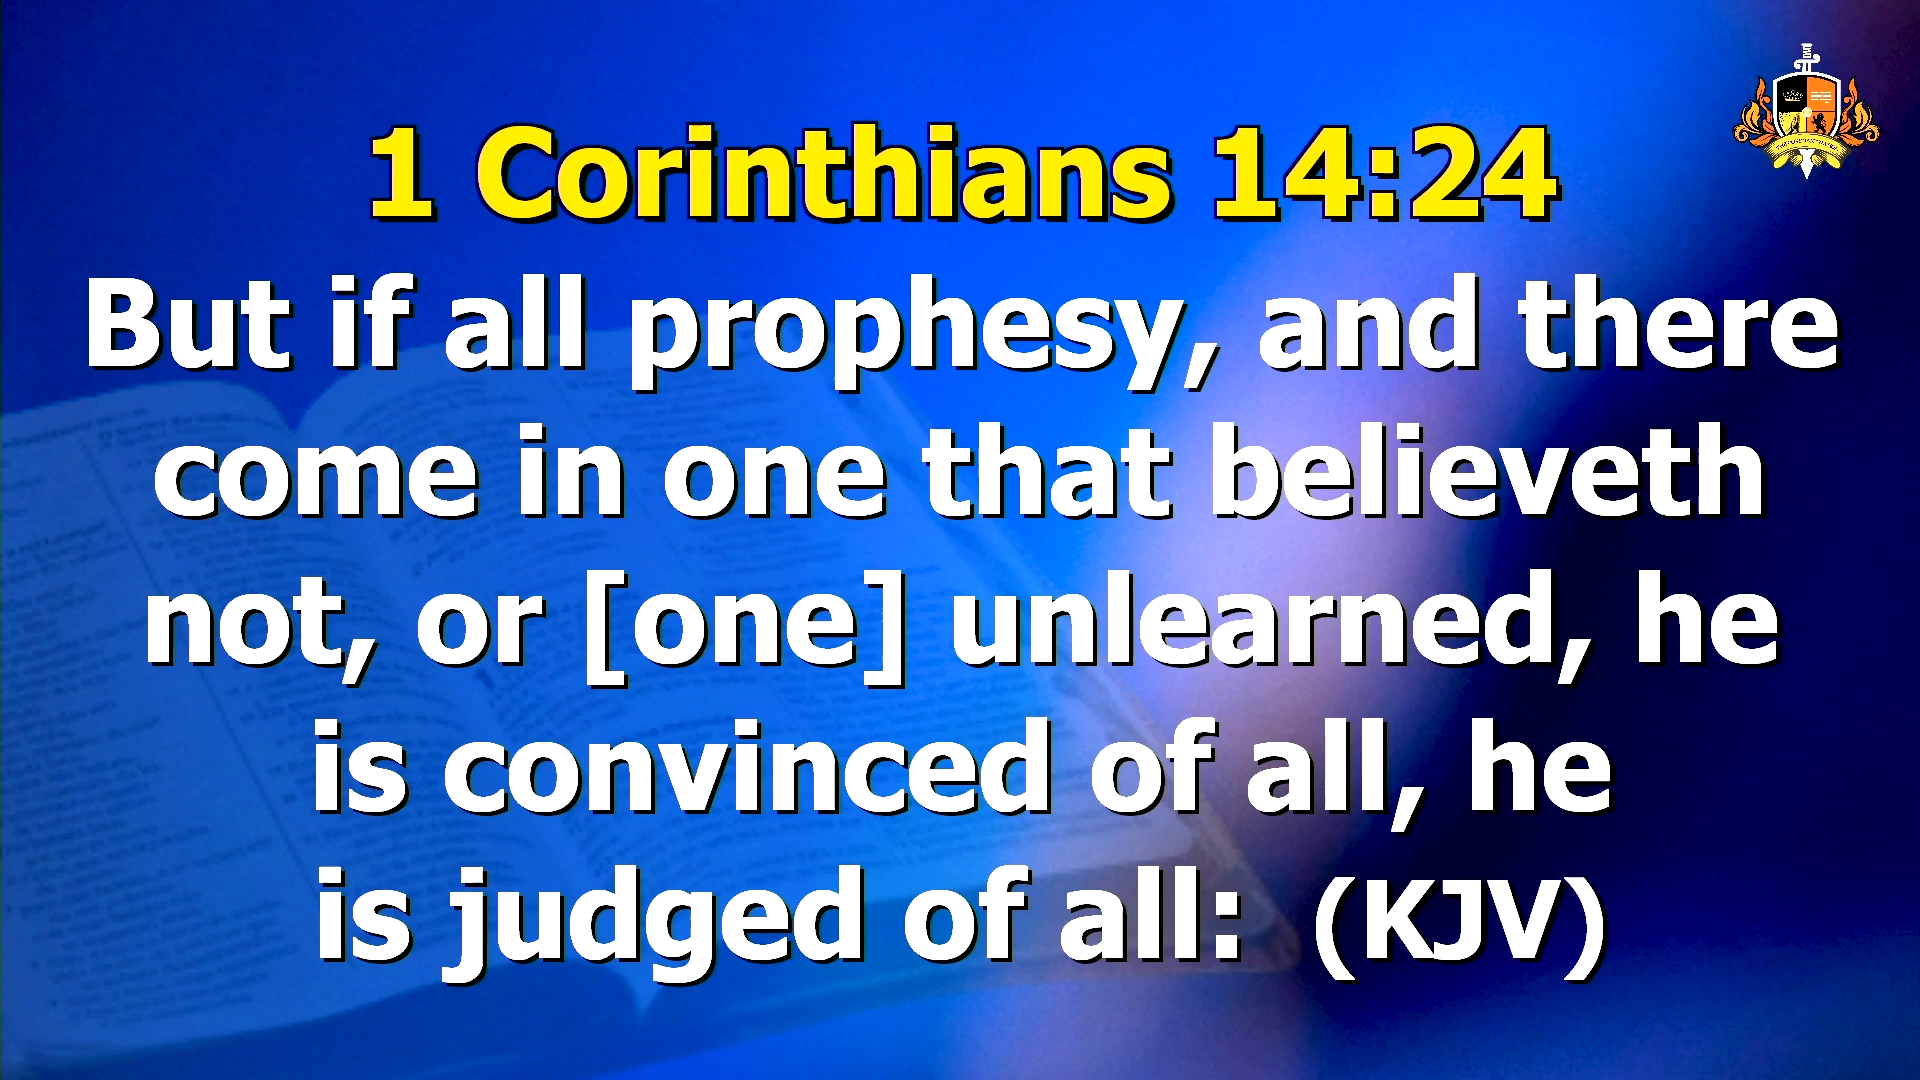 1 Corinthians 14:24
But if all prophesy, and there
come in one that believeth
not, or [one] unlearned, he
is convinced of all, he
is judged of all: (KJV)